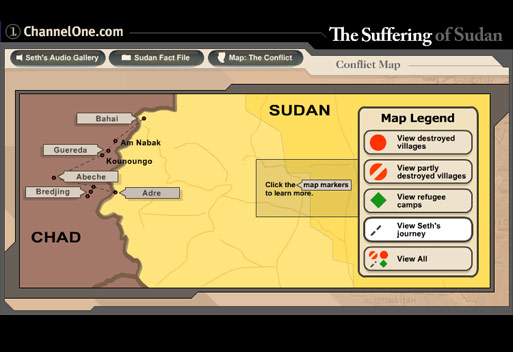 1 ChannelOne.com
The Suffering of Sudan
Seth's Audio Gallery
Sudan Fact File
Map: The Conflict
Conflict Map
SUDAN
Bahai
Am Nabak
Guereda
Kounoungo
Abeche
Bredjing
Adre
CHAD
Click the map markers
to learn more.
Map Legend
View destroyed
villages
View partly
destroyed villages
View refugee
camps
View Seth's
journey
View All